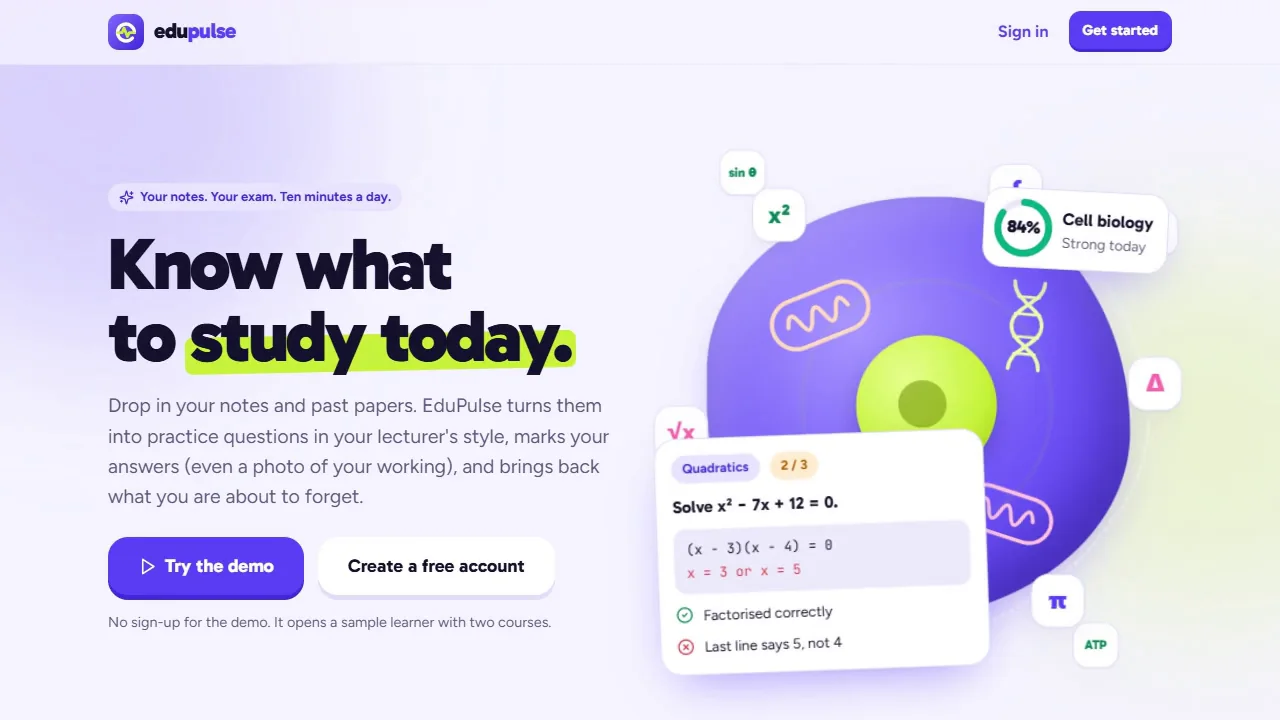 edupulse
Sign in
Get started
Your notes. Your exam. Ten minutes a day.
Know what
to study today.
Drop in your notes and past papers. EduPulse turns them
into practice questions in your lecturer's style, marks your
answers (even a photo of your working), and brings back
what you are about to forget.
Try the demo
Create a free account
No sign-up for the demo. It opens a sample learner with two courses.
sin θ
x²
84%
Cell biology
Strong today
Δ
√x
Quadratics
2 / 3
Solve x² − 7x + 12 = 0.
(x - 3)(x - 4) = 0
x = 3 or x = 5
Factorised correctly
Last line says 5, not 4
π
ATP